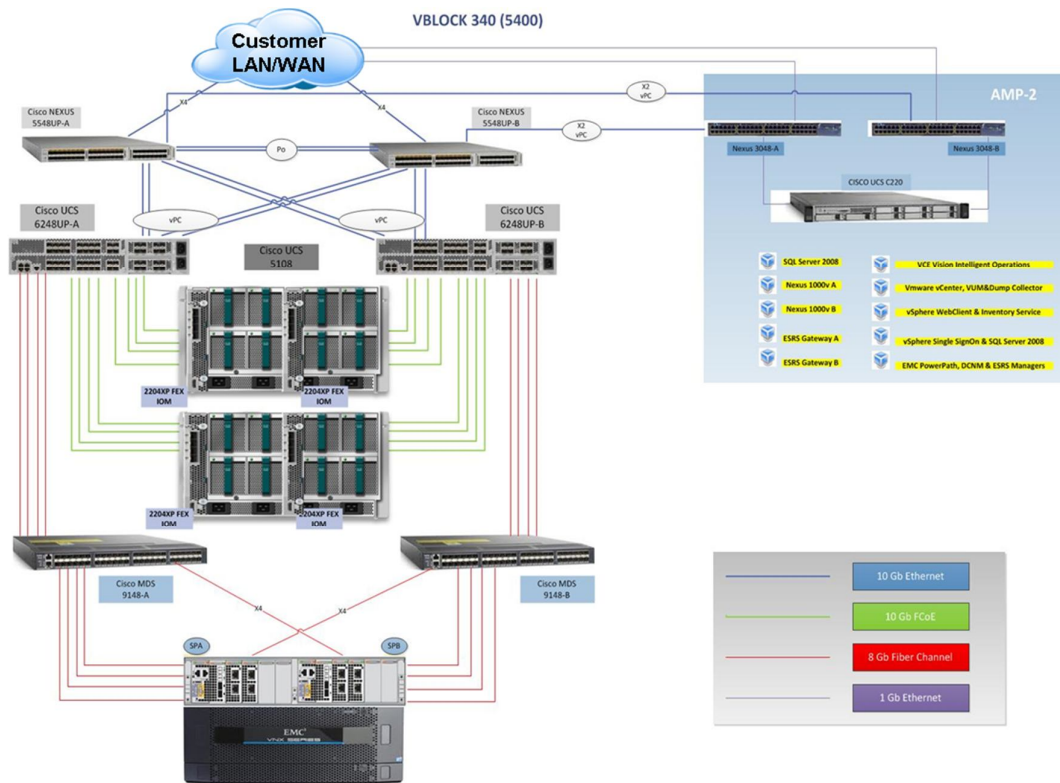 VBLOCK 340 (5400)
Customer
LAN/WAN
X4
X4
Cisco NEXUS
5548UP-A
Cisco NEXUS
5548UP-B
Po
X2
vPC
X2
vPC
AMP-2
Nexus 3048-A
Nexus 3048-B
CISCO UCS C220
Cisco UCS
6248UP-A
vPC
vPC
Cisco UCS
6248UP-B
Cisco UCS
5108
SQL Server 2008
Nexus 1000v A
Nexus 1000v B
ESRS Gateway A
ESRS Gateway B
VCE Vision Intelligent Operations
Vmware vCenter, VUM&Dump Collector
vSphere WebClient & Inventory Service
vSphere Single SignOn & SQL Server 2008
EMC PowerPath, DCNM & ESRS Managers
2204XP FEX
IOM
2204XP FEX
IOM
2204XP FEX
IOM
2204XP FEX
IOM
Cisco MDS
9148-A
Cisco MDS
9148-B
X4
X4
SPA
SPB
EMC²
VNX SERIES
10 Gb Ethernet
10 Gb FCoE
8 Gb Fiber Channel
1 Gb Ethernet